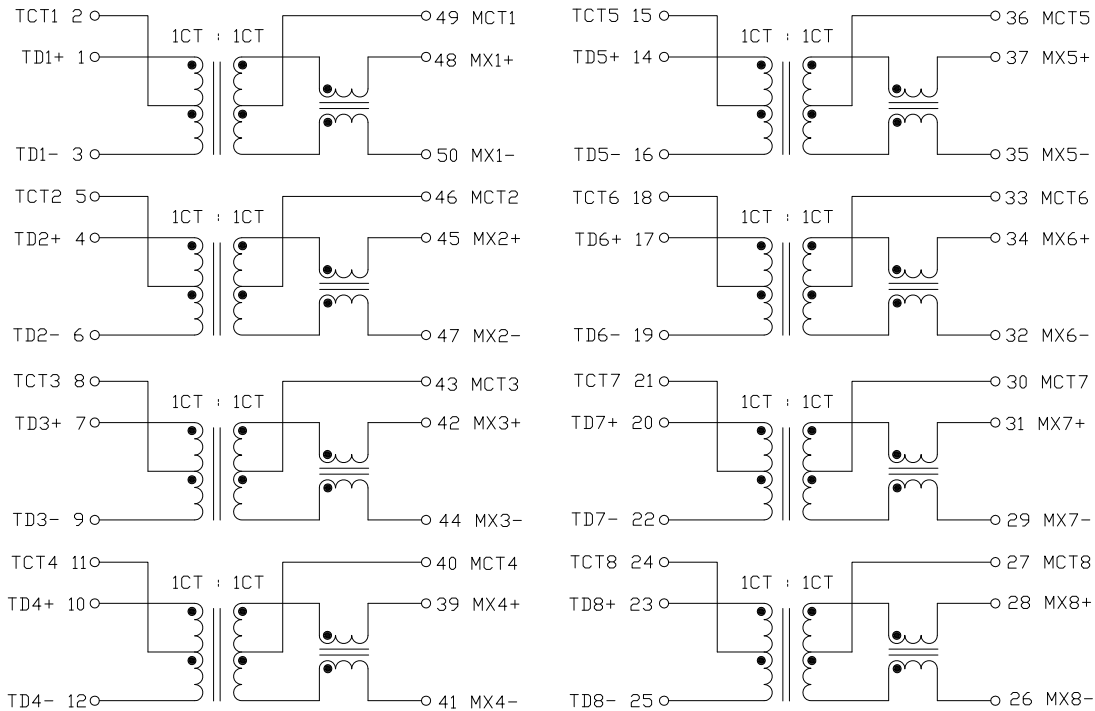 TCT1 2 49 MCT1
1CT : 1CT
TD1+ 1 48 MX1+
TD1- 3 50 MX1-
TCT2 5 46 MCT2
1CT : 1CT
TD2+ 4 45 MX2+
TD2- 6 47 MX2-
TCT3 8 43 MCT3
1CT : 1CT
TD3+ 7 42 MX3+
TD3- 9 44 MX3-
TCT4 11 40 MCT4
1CT : 1CT
TD4+ 10 39 MX4+
TD4- 12 41 MX4-
TCT5 15 36 MCT5
1CT : 1CT
TD5+ 14 37 MX5+
TD5- 16 35 MX5-
TCT6 18 33 MCT6
1CT : 1CT
TD6+ 17 34 MX6+
TD6- 19 32 MX6-
TCT7 21 30 MCT7
1CT : 1CT
TD7+ 20 31 MX7+
TD7- 22 29 MX7-
TCT8 24 27 MCT8
1CT : 1CT
TD8+ 23 28 MX8+
TD8- 25 26 MX8-